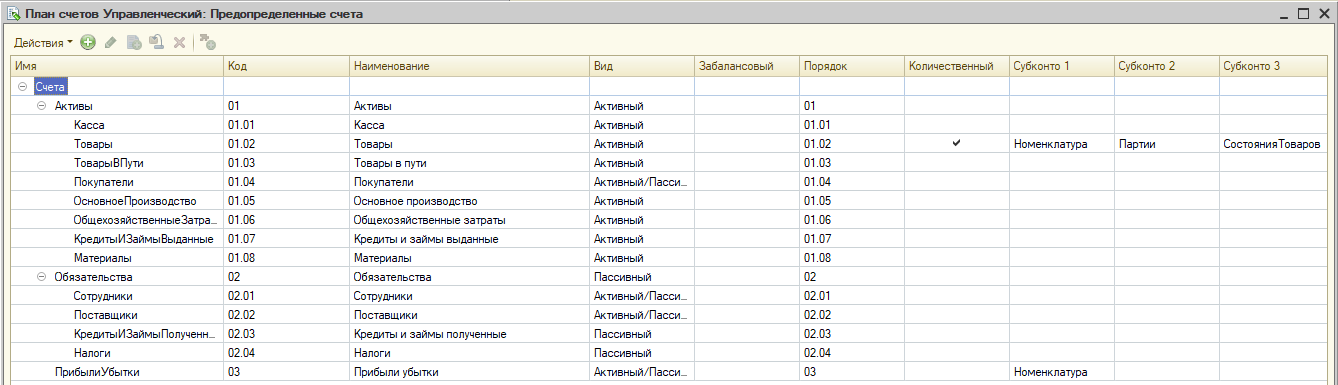 План счетов Управленческий: Предопределенные счета
Действия
Имя Код Наименование Вид Забалансовый Порядок Количественный Субконто 1 Субконто 2 Субконто 3
Счета
Активы 01 Активы Активный 01
Касса 01.01 Касса Активный 01.01
Товары 01.02 Товары Активный 01.02 ✓ Номенклатура Партии СостоянияТоваров
ТоварыВПути 01.03 Товары в пути Активный 01.03
Покупатели 01.04 Покупатели Активный/Пасси... 01.04
ОсновноеПроизводство 01.05 Основное производство Активный 01.05
ОбщехозяйственныеЗатра... 01.06 Общехозяйственные затраты Активный 01.06
КредитыИЗаймыВыданные 01.07 Кредиты и займы выданные Активный 01.07
Материалы 01.08 Материалы Активный 01.08
Обязательства 02 Обязательства Пассивный 02
Сотрудники 02.01 Сотрудники Активный/Пасси... 02.01
Поставщики 02.02 Поставщики Активный/Пасси... 02.02
КредитыИЗаймыПолученн... 02.03 Кредиты и займы полученные Пассивный 02.03
Налоги 02.04 Налоги Пассивный 02.04
ПрибылиУбытки 03 Прибыли убытки Активный/Пасси... 03 Номенклатура